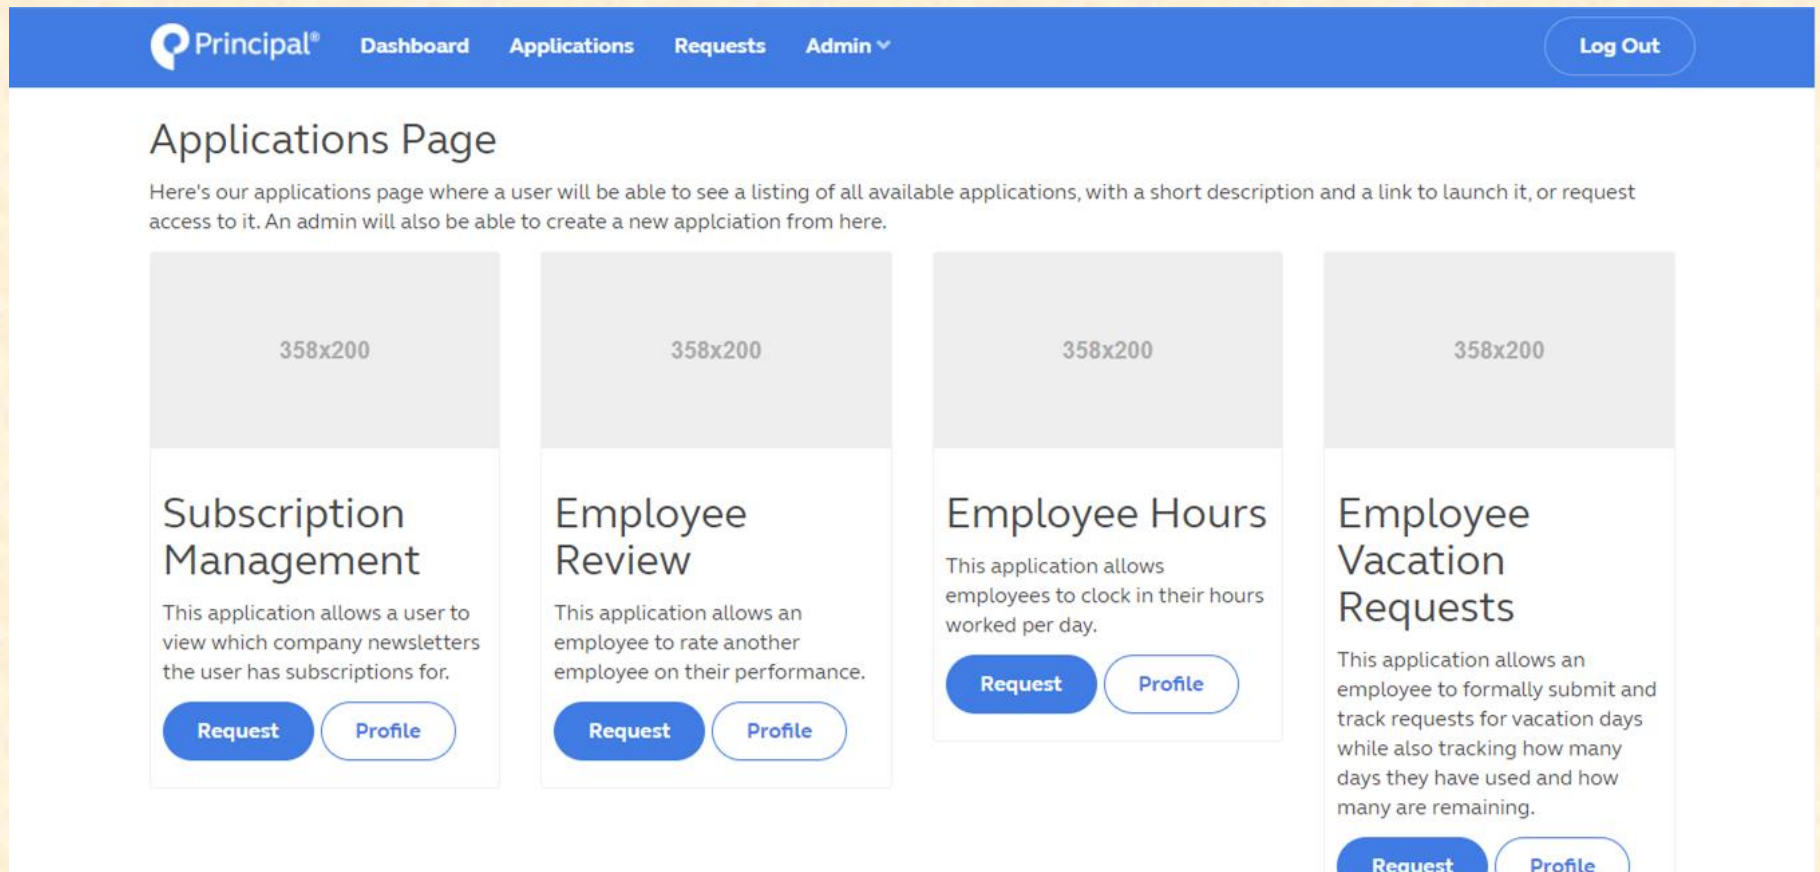 Principal® Dashboard Applications Requests Admin Log Out
Applications Page
Here's our applications page where a user will be able to see a listing of all available applications, with a short description and a link to launch it, or request
access to it. An admin will also be able to create a new applciation from here.
358x200
Subscription
Management
This application allows a user to
view which company newsletters
the user has subscriptions for.
Request Profile
358x200
Employee
Review
This application allows an
employee to rate another
employee on their performance.
Request Profile
358x200
Employee Hours
This application allows
employees to clock in their hours
worked per day.
Request Profile
358x200
Employee
Vacation
Requests
This application allows an
employee to formally submit and
track requests for vacation days
while also tracking how many
days they have used and how
many are remaining.
Request Profile